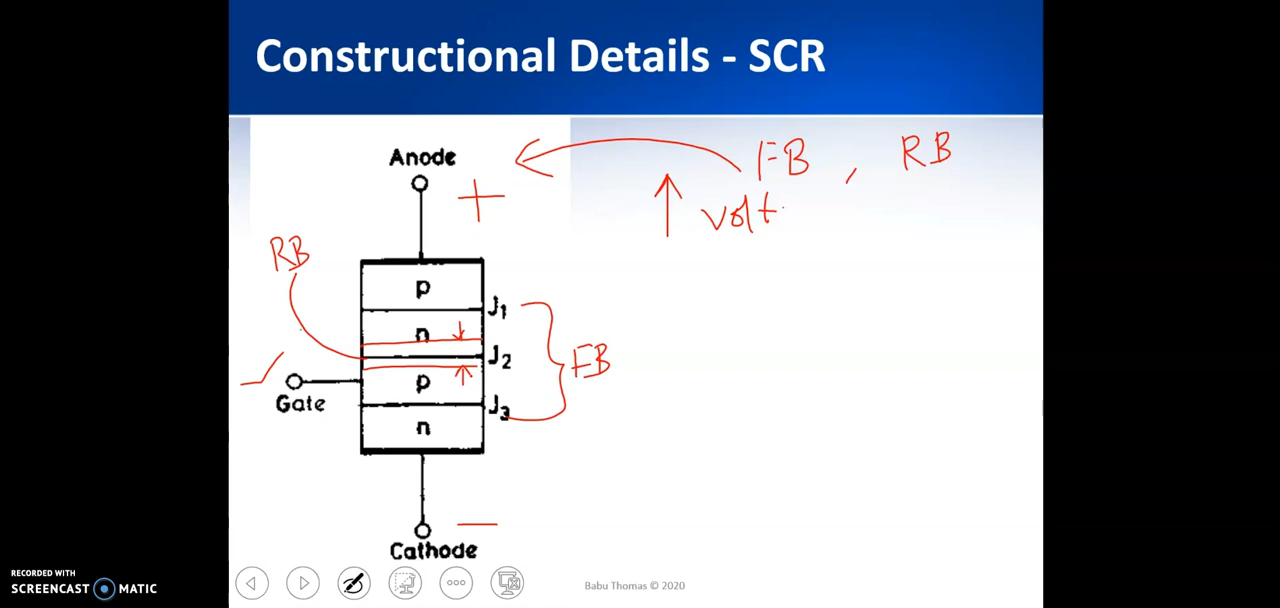 Constructional Details - SCR
Anode
+
FB , RB
volt
RB
p
J1
n
J2
FB
Gate
p
J3
n
Cathode
RECORDED WITH
SCREENCAST MATIC
Babu Thomas © 2020